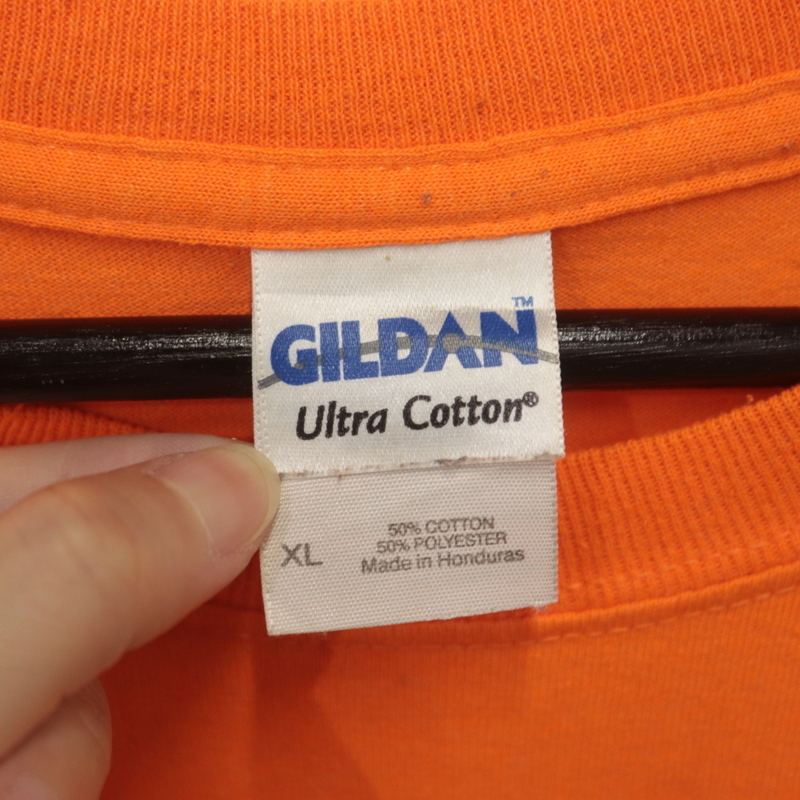 GILDAN™
Ultra Cotton®
XL
50% COTTON
50% POLYESTER
Made in Honduras